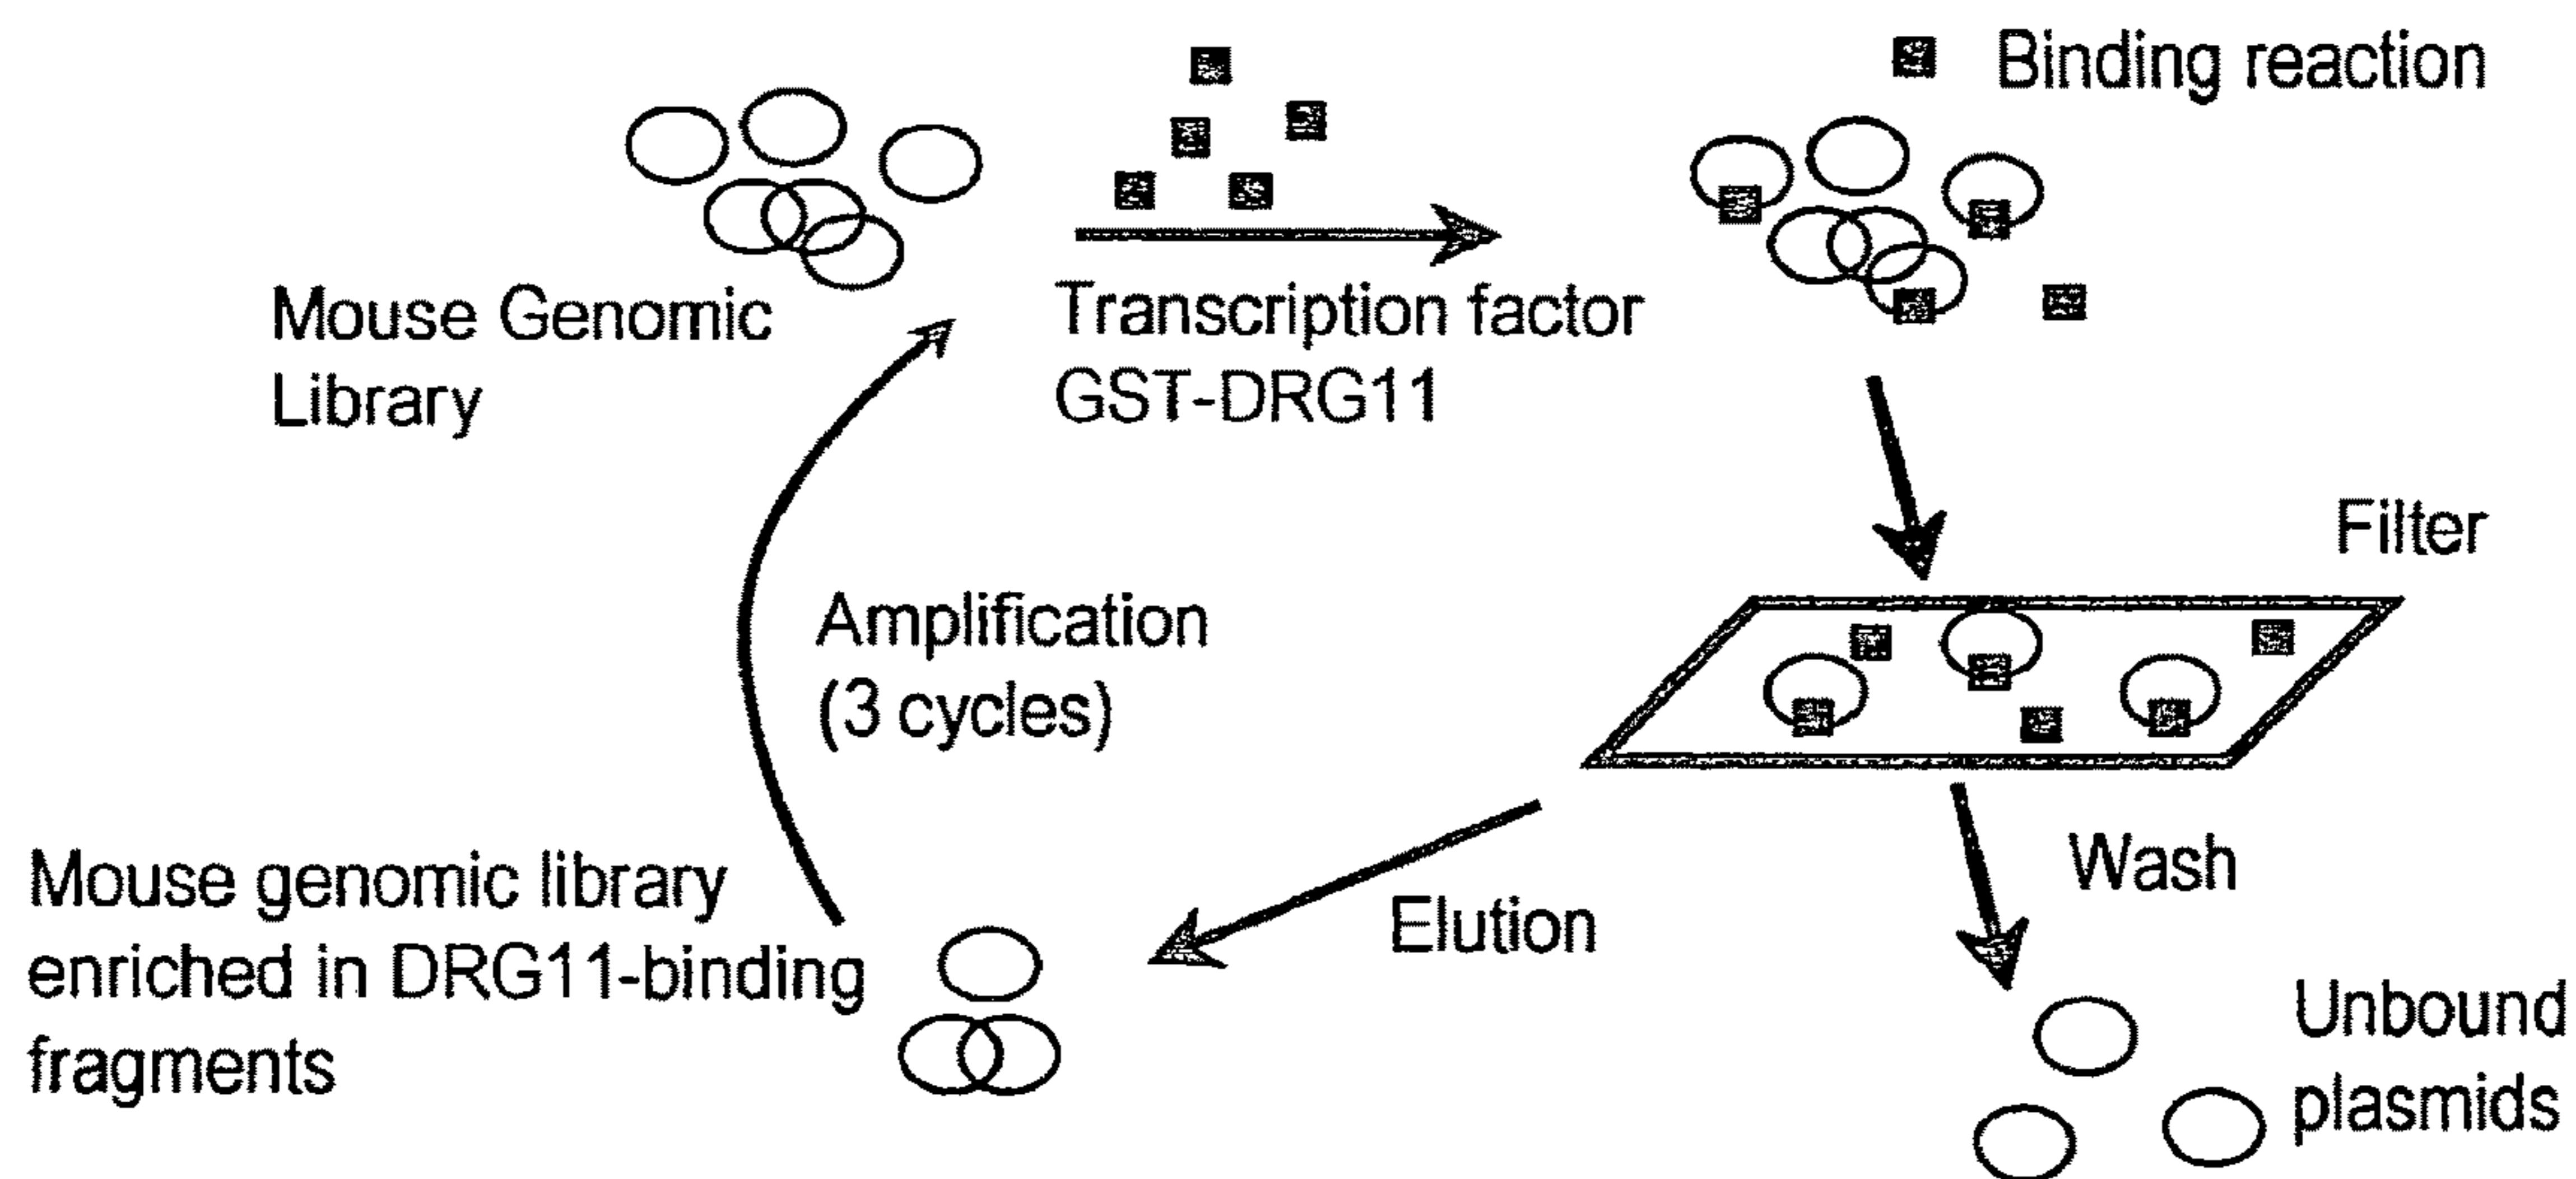 Binding reaction
Mouse Genomic
Library
Transcription factor
GST-DRG11
Filter
Amplification
(3 cycles)
Wash
Elution
Mouse genomic library
enriched in DRG11-binding
fragments
Unbound
plasmids